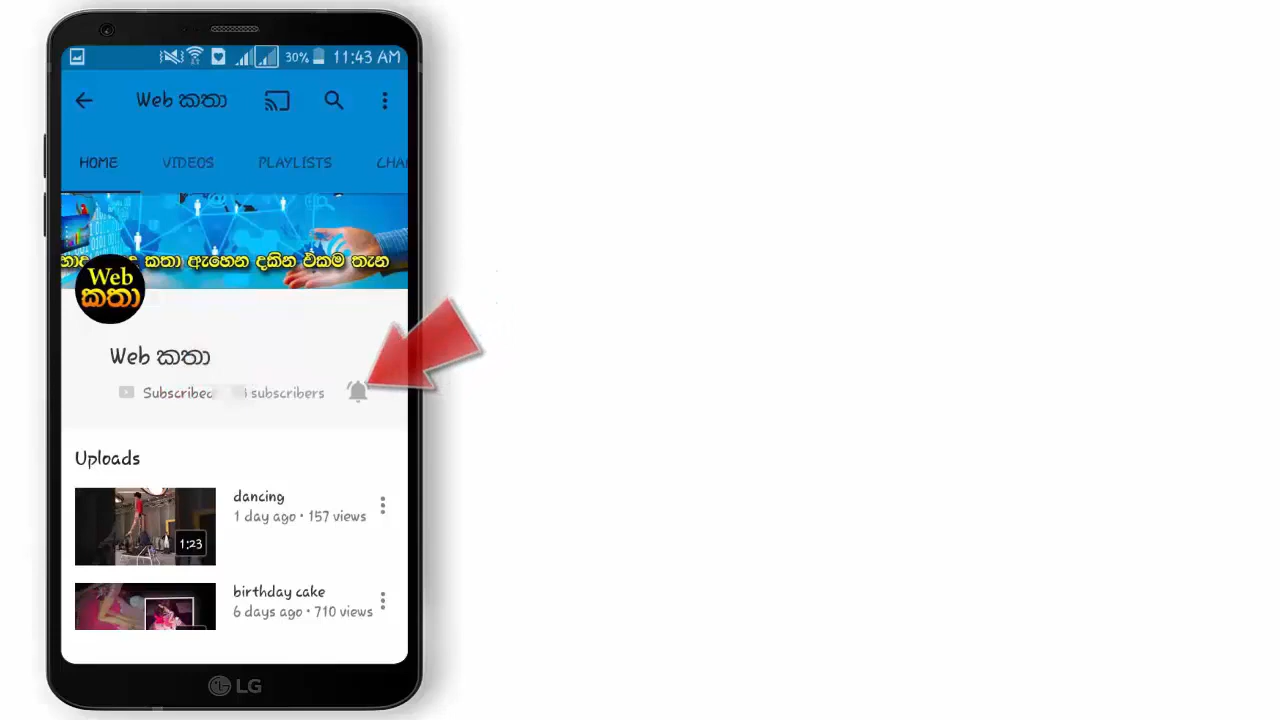 30% 11:43 AM
Web කතා
HOME VIDEOS PLAYLISTS
කතා ඇහෙන දකින එකම තැන
Web
කතා
Web කතා
Subscribed subscribers
Uploads
dancing
1 day ago • 157 views
1:23
birthday cake
6 days ago • 710 views
LG